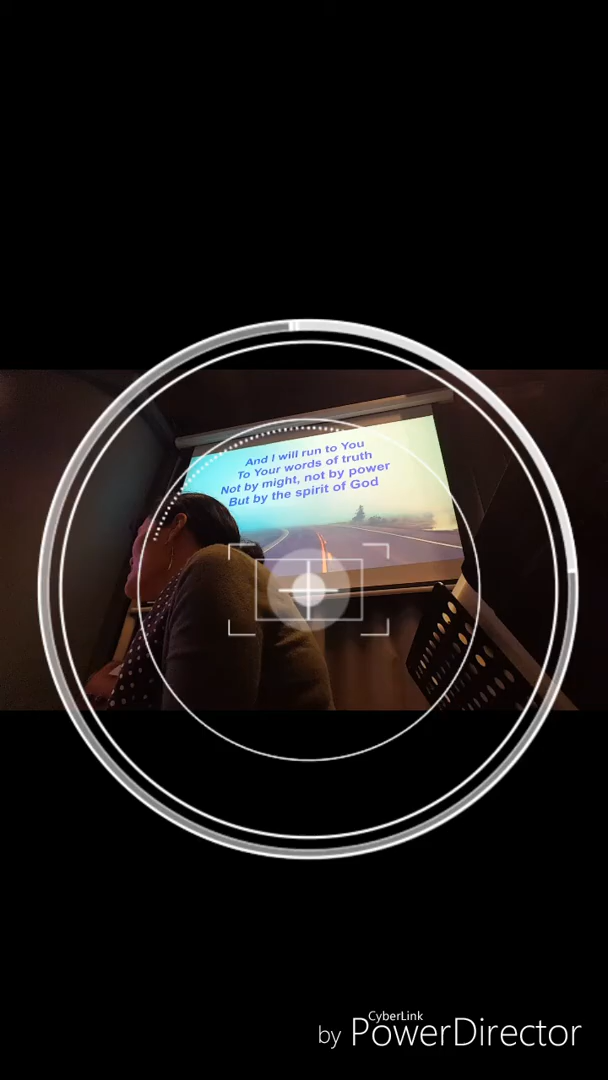 And I will run to You
To Your words of truth
Not by might, not by power
But by the spirit of God
CyberLink
by PowerDirector